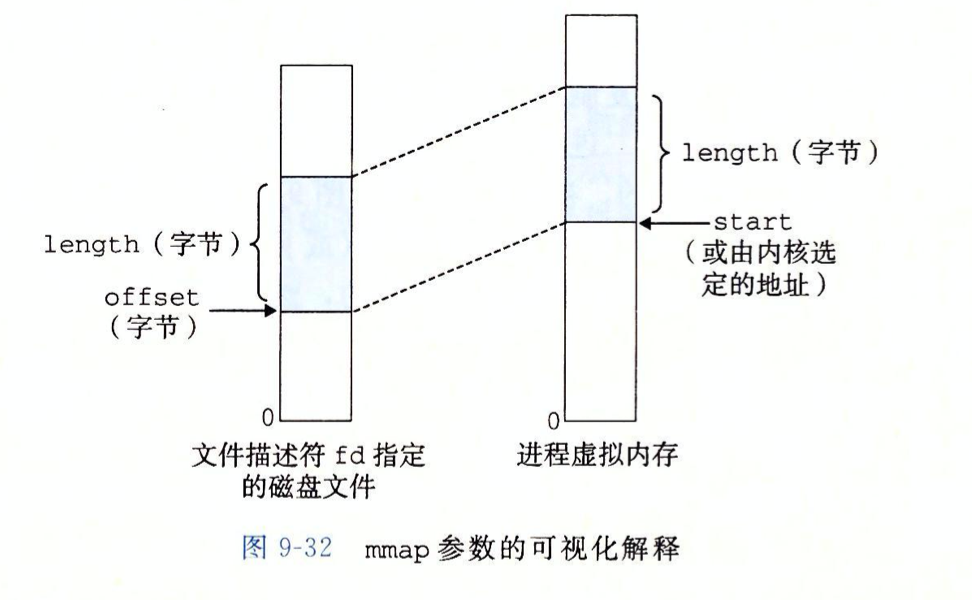 length（字节）
offset
（字节）
0
文件描述符 fd 指定
的磁盘文件
length（字节）
start
（或由内核选
定的地址）
0
进程虚拟内存
图 9-32 mmap 参数的可视化解释